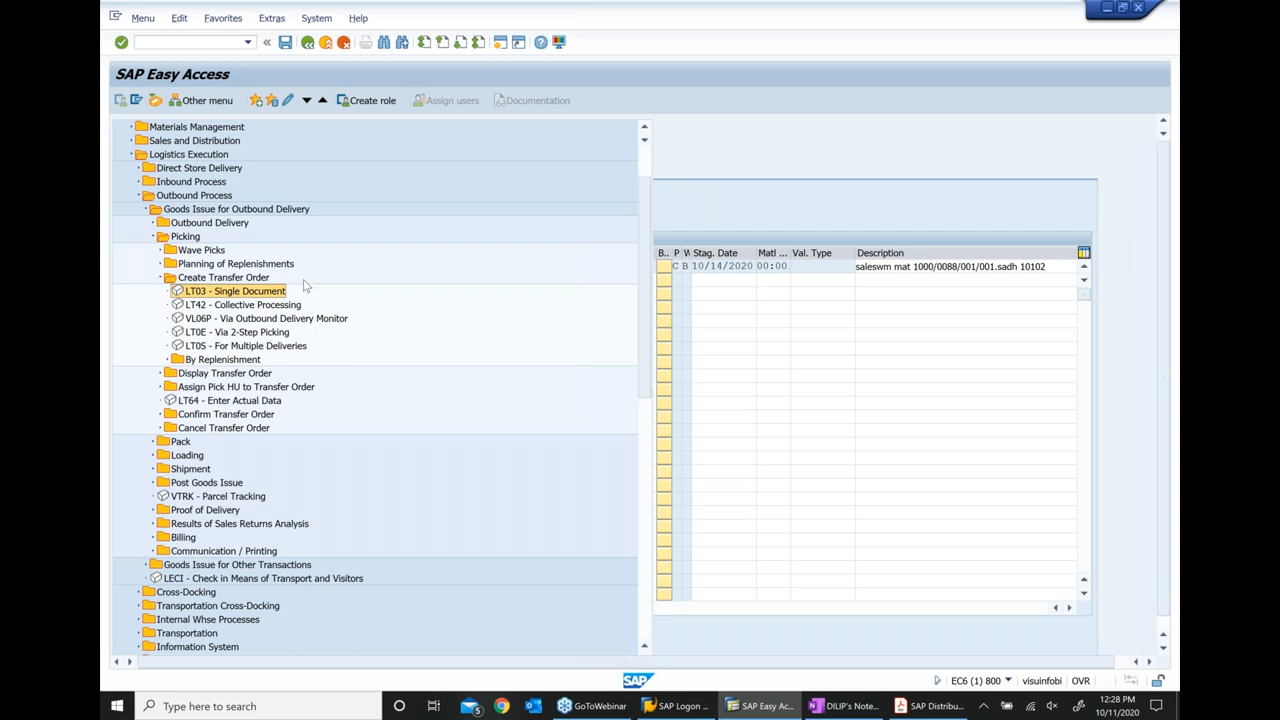 Menu Edit Favorites Extras System Help
SAP Easy Access
Other menu Create role Assign users Documentation
Materials Management
Sales and Distribution
Logistics Execution
Direct Store Delivery
Inbound Process
Outbound Process
Goods Issue for Outbound Delivery
Outbound Delivery
Picking
Wave Picks
Planning of Replenishments
Create Transfer Order
LT03 - Single Document
LT42 - Collective Processing
VL06P - Via Outbound Delivery Monitor
LT0E - Via 2-Step Picking
LT0S - For Multiple Deliveries
By Replenishment
Display Transfer Order
Assign Pick HU to Transfer Order
LT64 - Enter Actual Data
Confirm Transfer Order
Cancel Transfer Order
Pack
Loading
Shipment
Post Goods Issue
VTRK - Parcel Tracking
Proof of Delivery
Results of Sales Returns Analysis
Billing
Communication / Printing
Goods Issue for Other Transactions
LECI - Check in Means of Transport and Visitors
Cross-Docking
Transportation Cross-Docking
Internal Whse Processes
Transportation
Information System
B.. P W Stag. Date Matl ... Val. Type Description
C B 10/14/2020 00:00. saleswm mat 1000/0088/001/001.sadh 10102
SAP EC6 (1) 800 visuinfobi OVR
Type here to search GoToWebinar SAP Logon ... SAP Easy Ac... DILIP's Note... SAP Distribu... 12:28 PM
10/11/2020